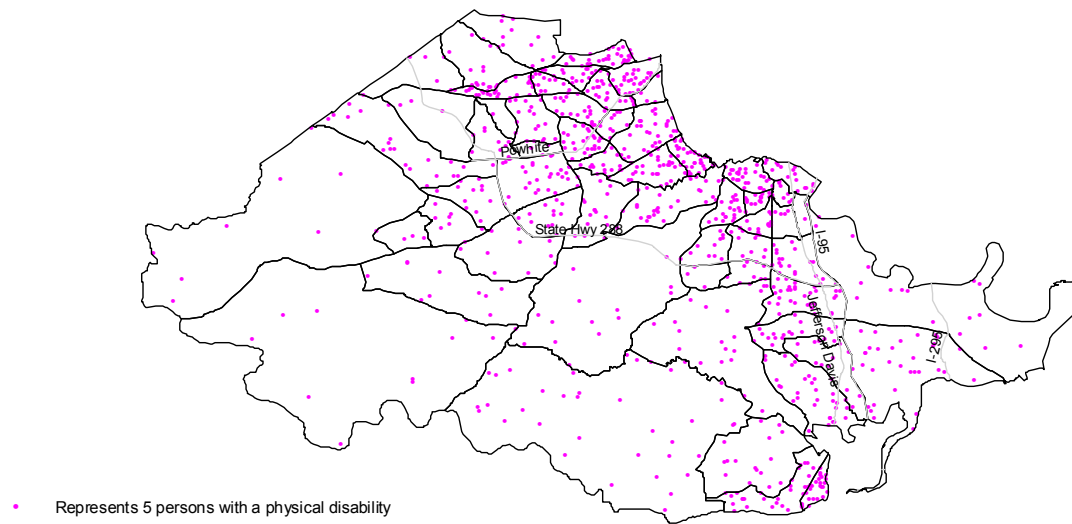 Powhite
State Hwy 288
I-95
Jefferson Davis
I-295
Represents 5 persons with a physical disability